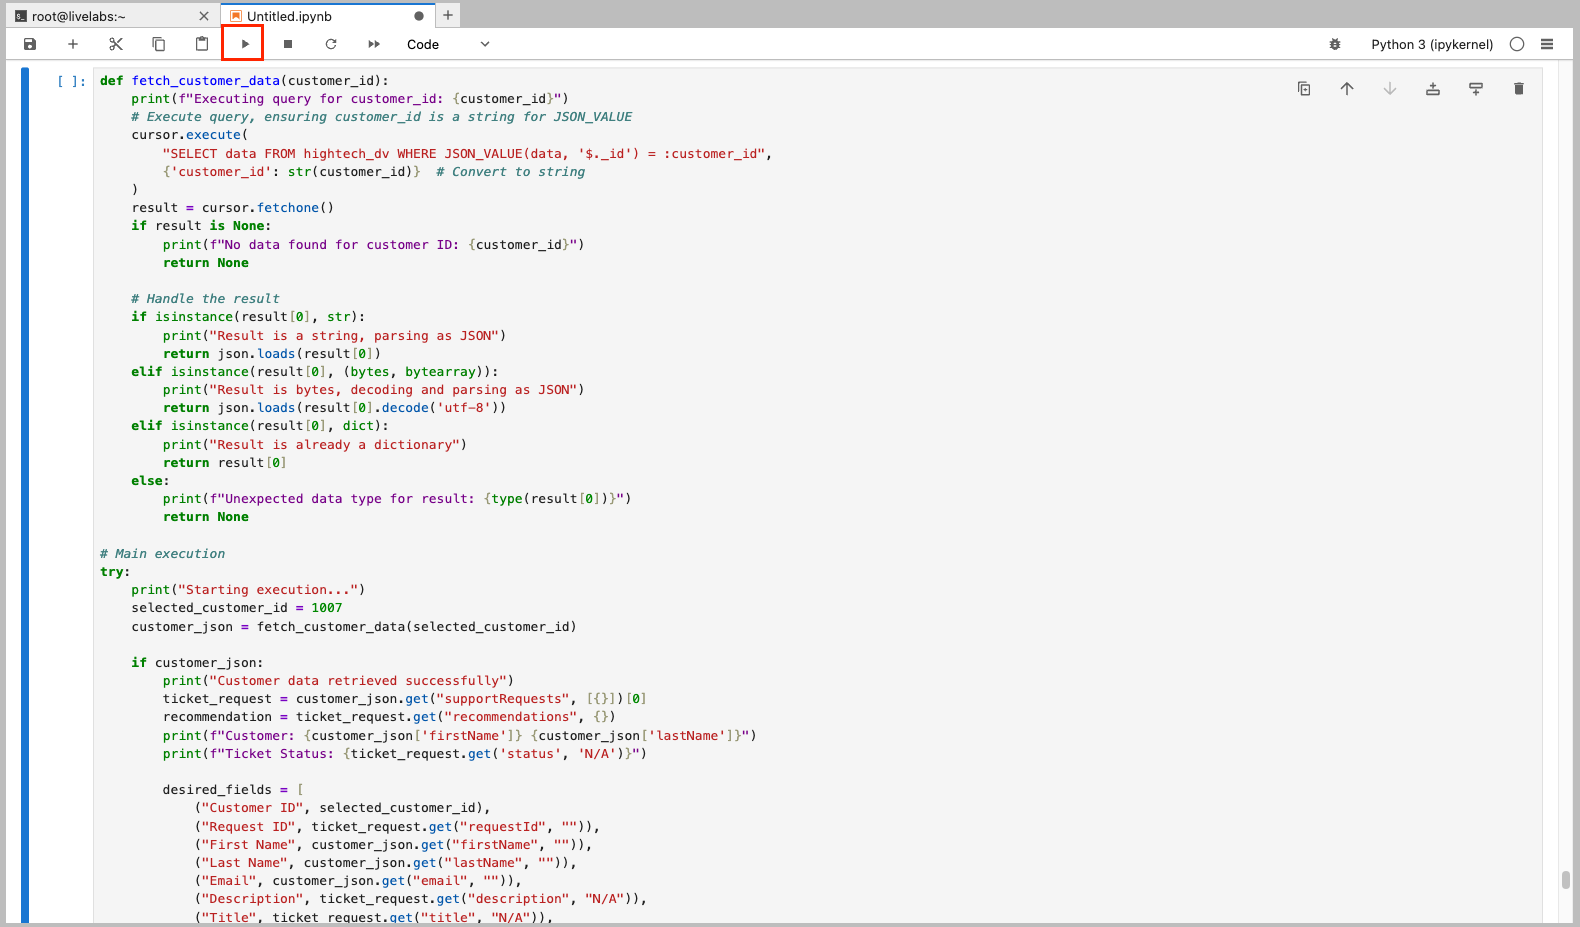 root@livelabs:~
Untitled.ipynb
Code
Python 3 (ipykernel)
[ ]:
def fetch_customer_data(customer_id):
    print(f"Executing query for customer_id: {customer_id}")
    # Execute query, ensuring customer_id is a string for JSON_VALUE
    cursor.execute(
        "SELECT data FROM hightech_dv WHERE JSON_VALUE(data, '$._id') = :customer_id",
        {'customer_id': str(customer_id)}  # Convert to string
    )
    result = cursor.fetchone()
    if result is None:
        print(f"No data found for customer ID: {customer_id}")
        return None

    # Handle the result
    if isinstance(result[0], str):
        print("Result is a string, parsing as JSON")
        return json.loads(result[0])
    elif isinstance(result[0], (bytes, bytearray)):
        print("Result is bytes, decoding and parsing as JSON")
        return json.loads(result[0].decode('utf-8'))
    elif isinstance(result[0], dict):
        print("Result is already a dictionary")
        return result[0]
    else:
        print(f"Unexpected data type for result: {type(result[0])}")
        return None

# Main execution
try:
    print("Starting execution...")
    selected_customer_id = 1007
    customer_json = fetch_customer_data(selected_customer_id)

    if customer_json:
        print("Customer data retrieved successfully")
        ticket_request = customer_json.get("supportRequests", [{}])[0]
        recommendation = ticket_request.get("recommendations", {})
        print(f"Customer: {customer_json['firstName']} {customer_json['lastName']}")
        print(f"Ticket Status: {ticket_request.get('status', 'N/A')}")

        desired_fields = [
            ("Customer ID", selected_customer_id),
            ("Request ID", ticket_request.get("requestId", "")),
            ("First Name", customer_json.get("firstName", "")),
            ("Last Name", customer_json.get("lastName", "")),
            ("Email", customer_json.get("email", "")),
            ("Description", ticket_request.get("description", "N/A")),
            ("Title", ticket_request.get("title", "N/A")),